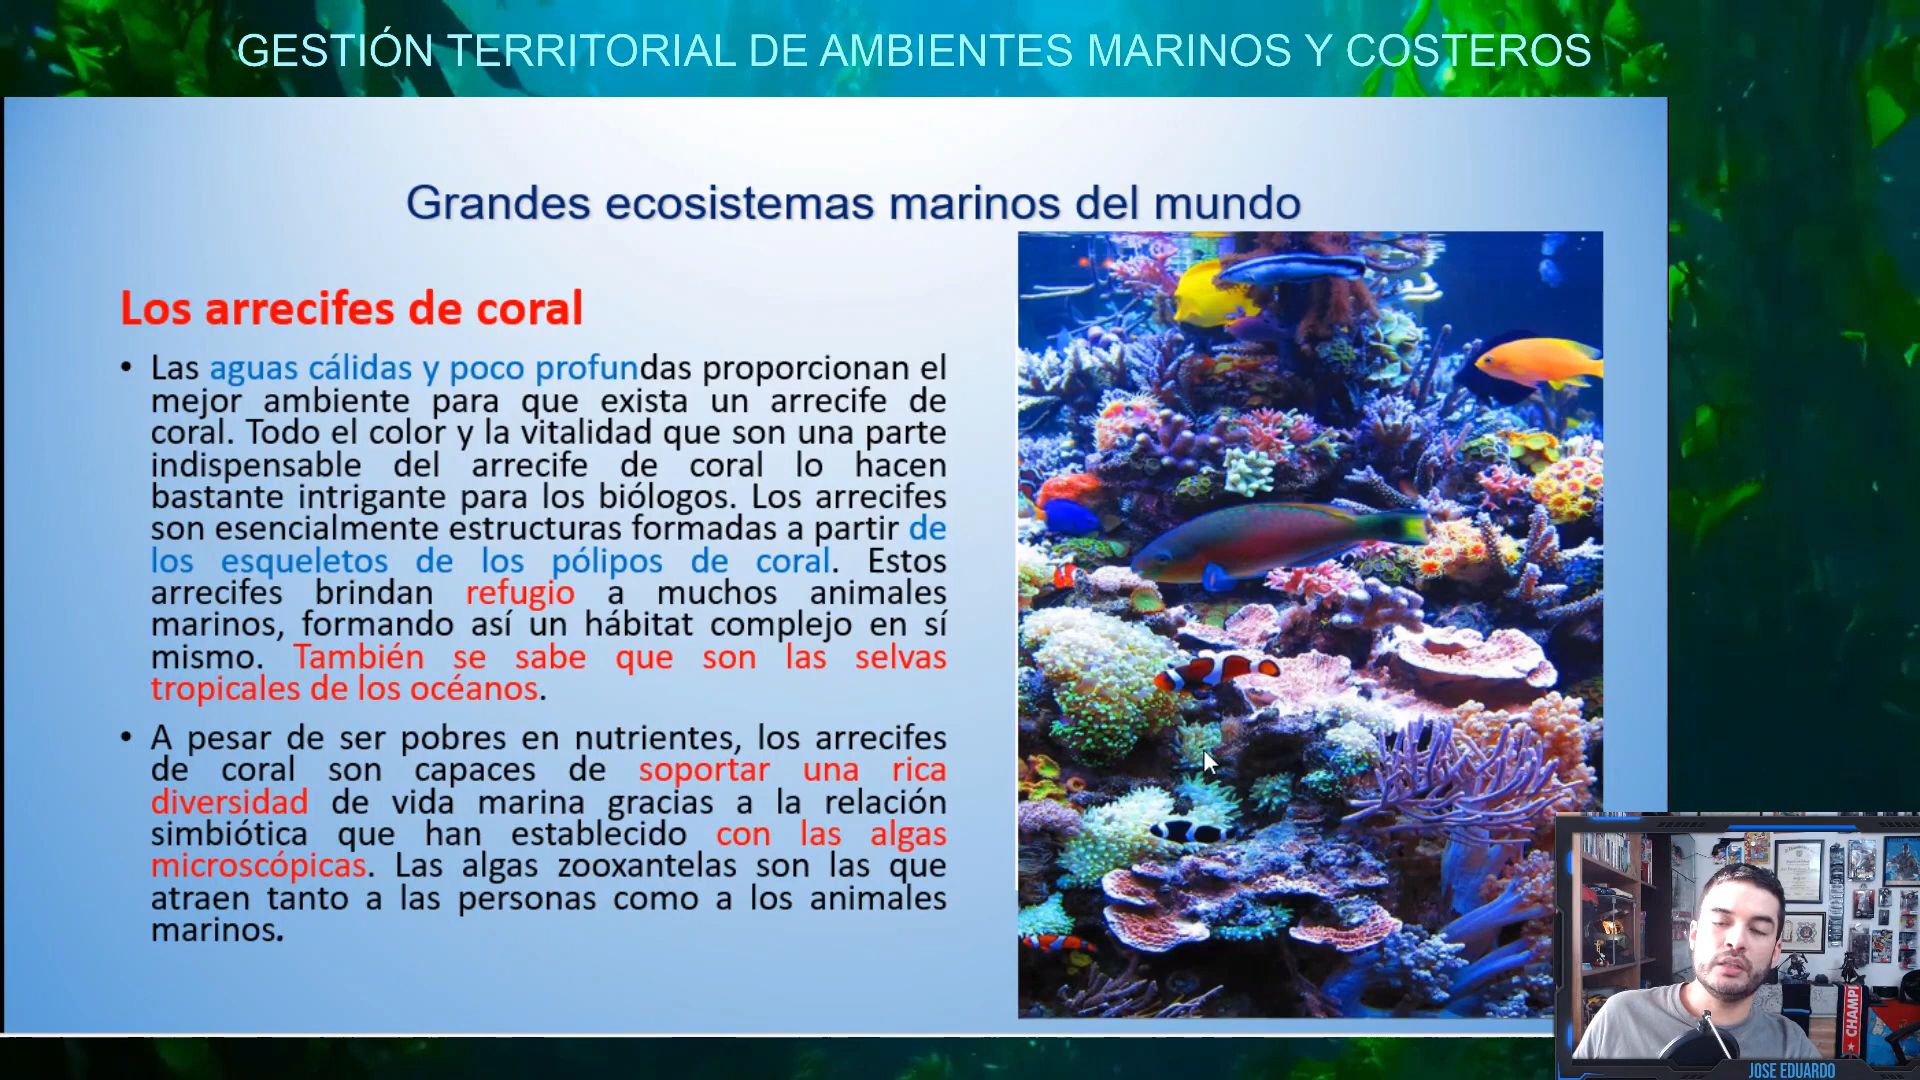 GESTIÓN TERRITORIAL DE AMBIENTES MARINOS Y COSTEROS
Grandes ecosistemas marinos del mundo
Los arrecifes de coral
• Las aguas cálidas y poco profundas proporcionan el
mejor ambiente para que exista un arrecife de
coral. Todo el color y la vitalidad que son una parte
indispensable del arrecife de coral lo hacen
bastante intrigante para los biólogos. Los arrecifes
son esencialmente estructuras formadas a partir de
los esqueletos de los pólipos de coral. Estos
arrecifes brindan refugio a muchos animales
marinos, formando así un hábitat complejo en sí
mismo. También se sabe que son las selvas
tropicales de los océanos.
• A pesar de ser pobres en nutrientes, los arrecifes
de coral son capaces de soportar una rica
diversidad de vida marina gracias a la relación
simbiótica que han establecido con las algas
microscópicas. Las algas zooxantelas son las que
atraen tanto a las personas como a los animales
marinos.
CHAMPI
JOSE EDUARDO